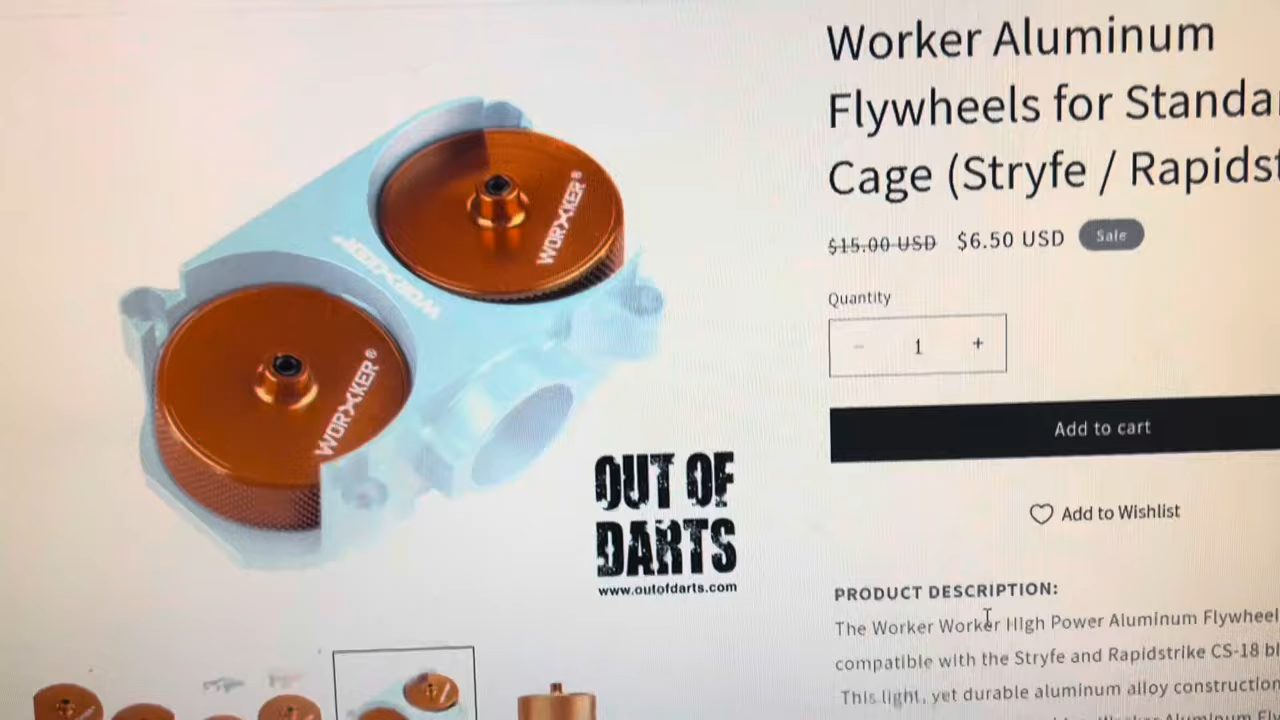 Worker Aluminum
Flywheels for Standa
Cage (Stryfe / Rapidst
$15.00 USD $6.50 USD Sale
Quantity
− 1 +
Add to cart
Add to Wishlist
PRODUCT DESCRIPTION:
The Worker Worker HIgh Power Aluminum Flywheel
compatible with the Stryfe and Rapidstrike CS-18 bl
This light, yet durable aluminum alloy construction
WORKER®
WORKER®
WORKER®
OUT OF
DARTS
www.outofdarts.com